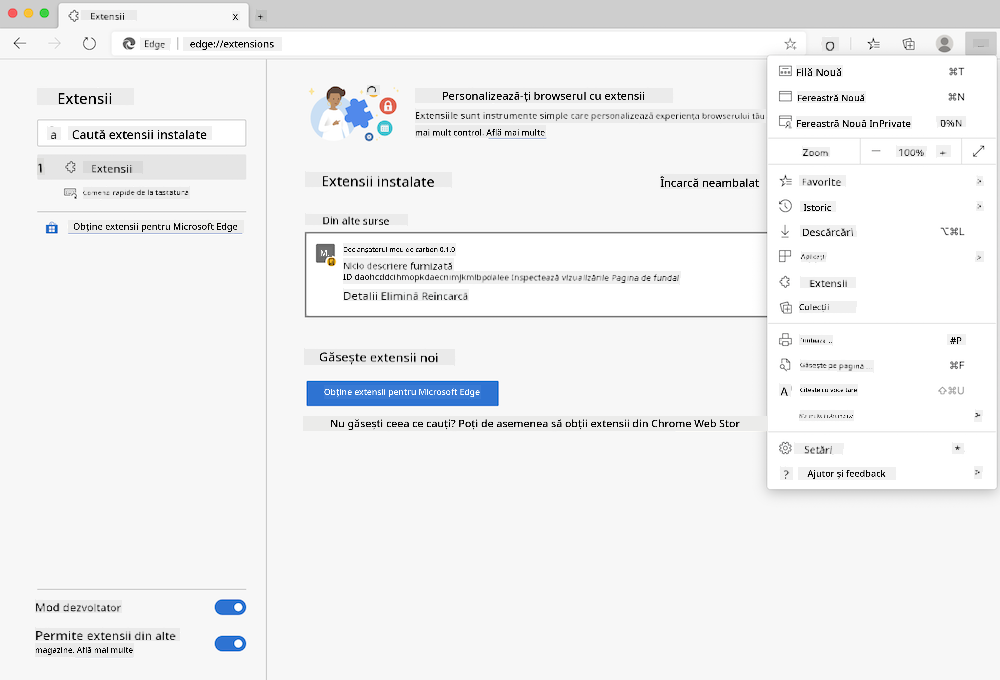 Extensii
x
+
Edge
edge://extensions
Extensii
a Caută extensii instalate
1 Extensii
Comenzi rapide de la tastatură
Obține extensii pentru Microsoft Edge
Mod dezvoltator
Permite extensii din alte
magazine. Află mai multe
Personalizează-ți browserul cu extensii
Extensiile sunt instrumente simple care personalizează experiența browserului tău
mai mult control. Află mai multe
Extensii instalate
Încarcă neambalat
Din alte surse
M..
Declanșatorul meu de carbon 0.1.0
Nicio descriere furnizată
Inspectează vizualizările Pagina de fundal
Detalii Elimină Reîncarcă
Găsește extensii noi
Obține extensii pentru Microsoft Edge
Nu găsești ceea ce cauți? Poți de asemenea să obții extensii din Chrome Web Stor
Filă Nouă ⌘T
Fereastră Nouă ⌘N
Fereastră Nouă InPrivate 0%N
Zoom — 100% +
Favorite >
Istoric >
Descărcări ⌥⌘L
Aplicații >
Extensii
Colecții
#P
Găsește pe pagină ... ⌘F
Citește cu voce tare ⇧⌘U
>
Setări *
? Ajutor și feedback >